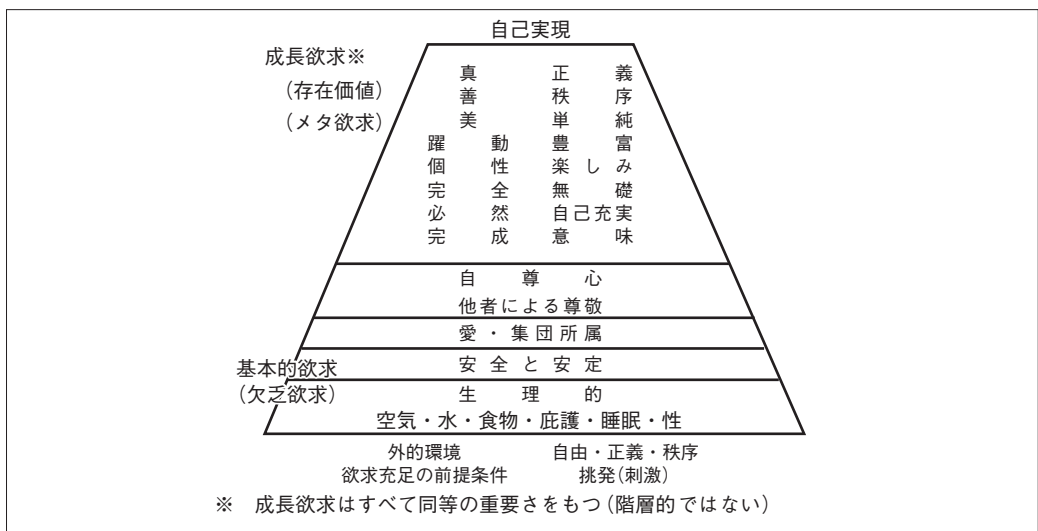 自己実現
成長欲求※
(存在価値)
(メタ欲求)
真 正義
善 秩序
美 単純
躍動 豊富
個性 楽しみ
完全 無礙
必然 自己充実
完成 意味
自尊心
他者による尊敬
愛・集団所属
基本的欲求 安全と安定
(欠乏欲求) 生理的
空気・水・食物・庇護・睡眠・性
外的環境 自由・正義・秩序
欲求充足の前提条件 挑発(刺激)
※ 成長欲求はすべて同等の重要さをもつ(階層的ではない)